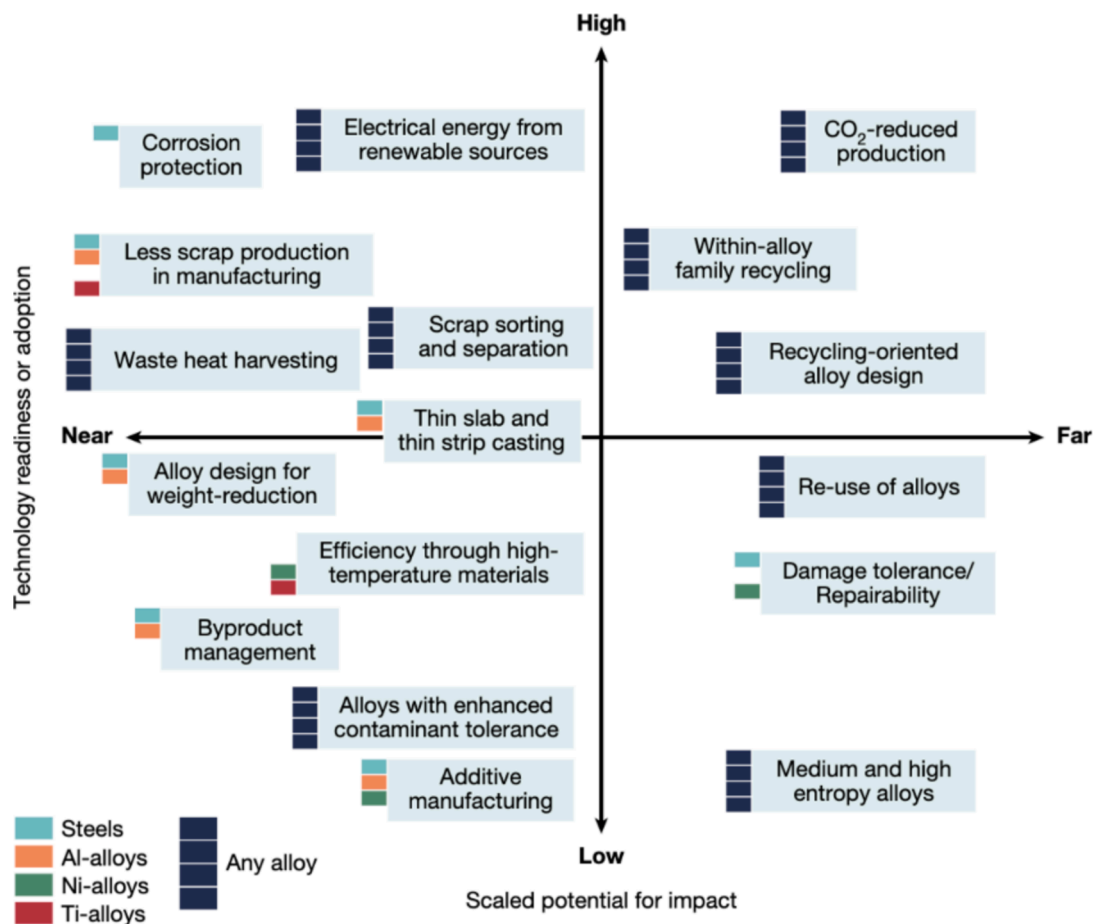 High
Corrosion
protection
Electrical energy from
renewable sources
CO₂-reduced
production
Less scrap production
in manufacturing
Within-alloy
family recycling
Scrap sorting
and separation
Waste heat harvesting
Recycling-oriented
alloy design
Technology readiness or adoption
Thin slab and
thin strip casting
Near
Far
Alloy design for
weight-reduction
Re-use of alloys
Efficiency through high-
temperature materials
Damage tolerance/
Repairability
Byproduct
management
Alloys with enhanced
contaminant tolerance
Additive
manufacturing
Medium and high
entropy alloys
Steels
Al-alloys
Ni-alloys
Ti-alloys
Any alloy
Low
Scaled potential for impact